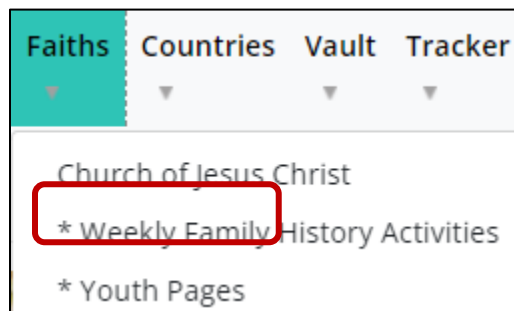 Faiths Countries Vault Tracker
▼ ▼ ▼ ▼
Church of Jesus Christ
* Weekly Family History Activities
* Youth Pages